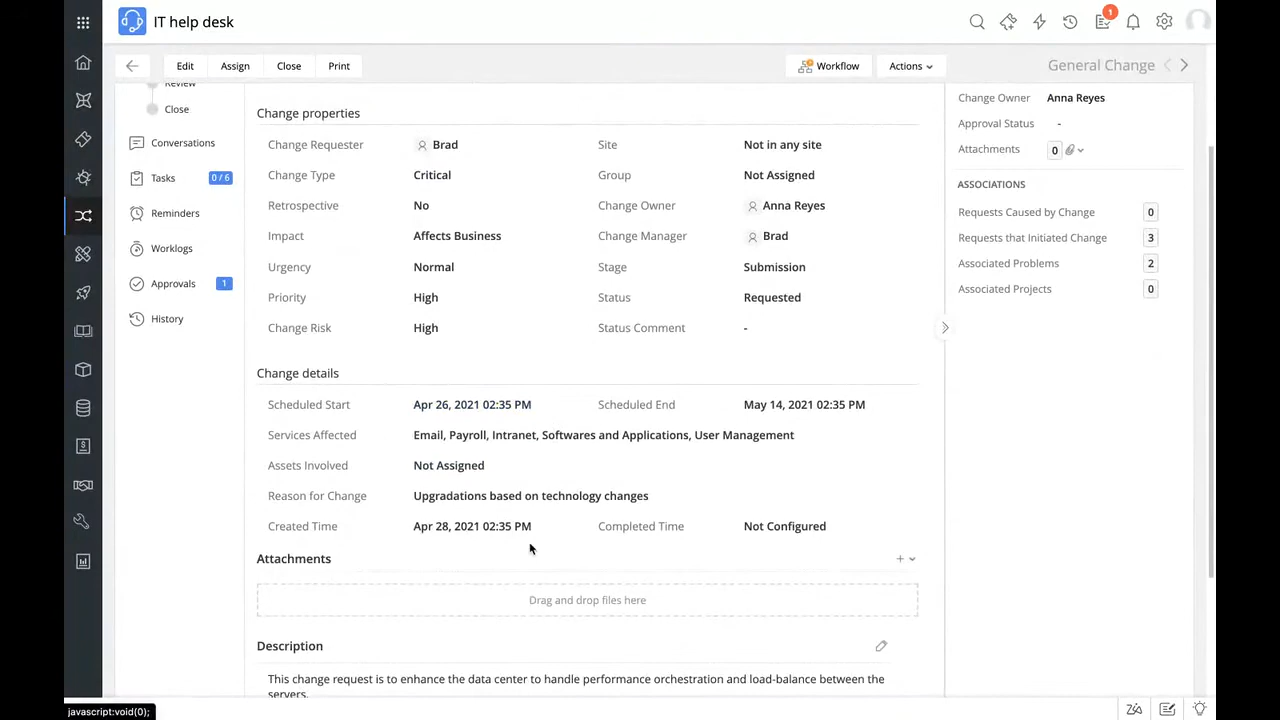 IT help desk
1
Edit
Assign
Close
Print
Workflow
Actions
General Change
Review
Close
Conversations
Tasks
0 / 6
Reminders
Worklogs
Approvals
1
History
Change properties
Change Requester
Brad
Site
Not in any site
Change Type
Critical
Group
Not Assigned
Retrospective
No
Change Owner
Anna Reyes
Impact
Affects Business
Change Manager
Brad
Urgency
Normal
Stage
Submission
Priority
High
Status
Requested
Change Risk
High
Status Comment
-
Change details
Scheduled Start
Apr 26, 2021 02:35 PM
Scheduled End
May 14, 2021 02:35 PM
Services Affected
Email, Payroll, Intranet, Softwares and Applications, User Management
Assets Involved
Not Assigned
Reason for Change
Upgradations based on technology changes
Created Time
Apr 28, 2021 02:35 PM
Completed Time
Not Configured
Attachments
Drag and drop files here
Description
This change request is to enhance the data center to handle performance orchestration and load-balance between the
servers.
Change Owner
Anna Reyes
Approval Status
-
Attachments
0
ASSOCIATIONS
Requests Caused by Change
0
Requests that Initiated Change
3
Associated Problems
2
Associated Projects
0
javascript:void(0);